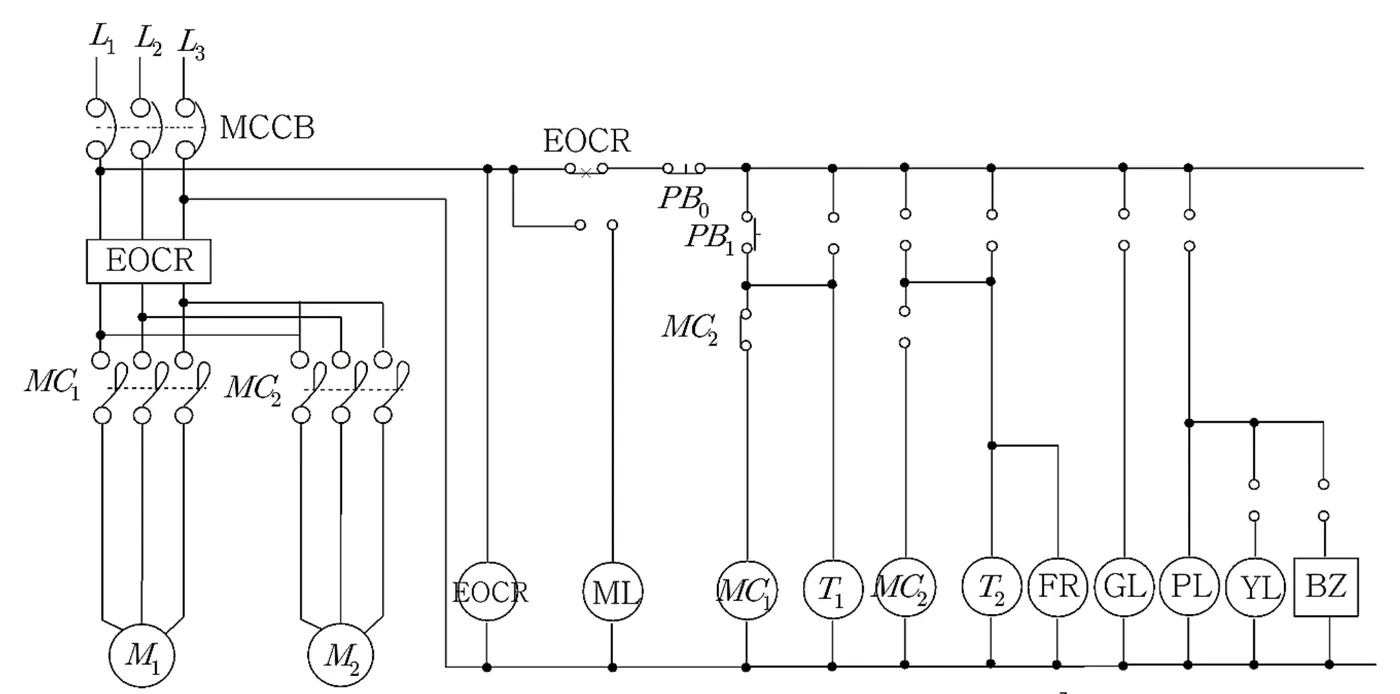 L₁ L₂ L₃
MCCB
EOCR
PB₀
PB₁
EOCR
MC₂
MC₁
MC₂
EOCR
ML
MC₁
T₁
MC₂
T₂
FR
GL
PL
YL
BZ
M₁
M₂